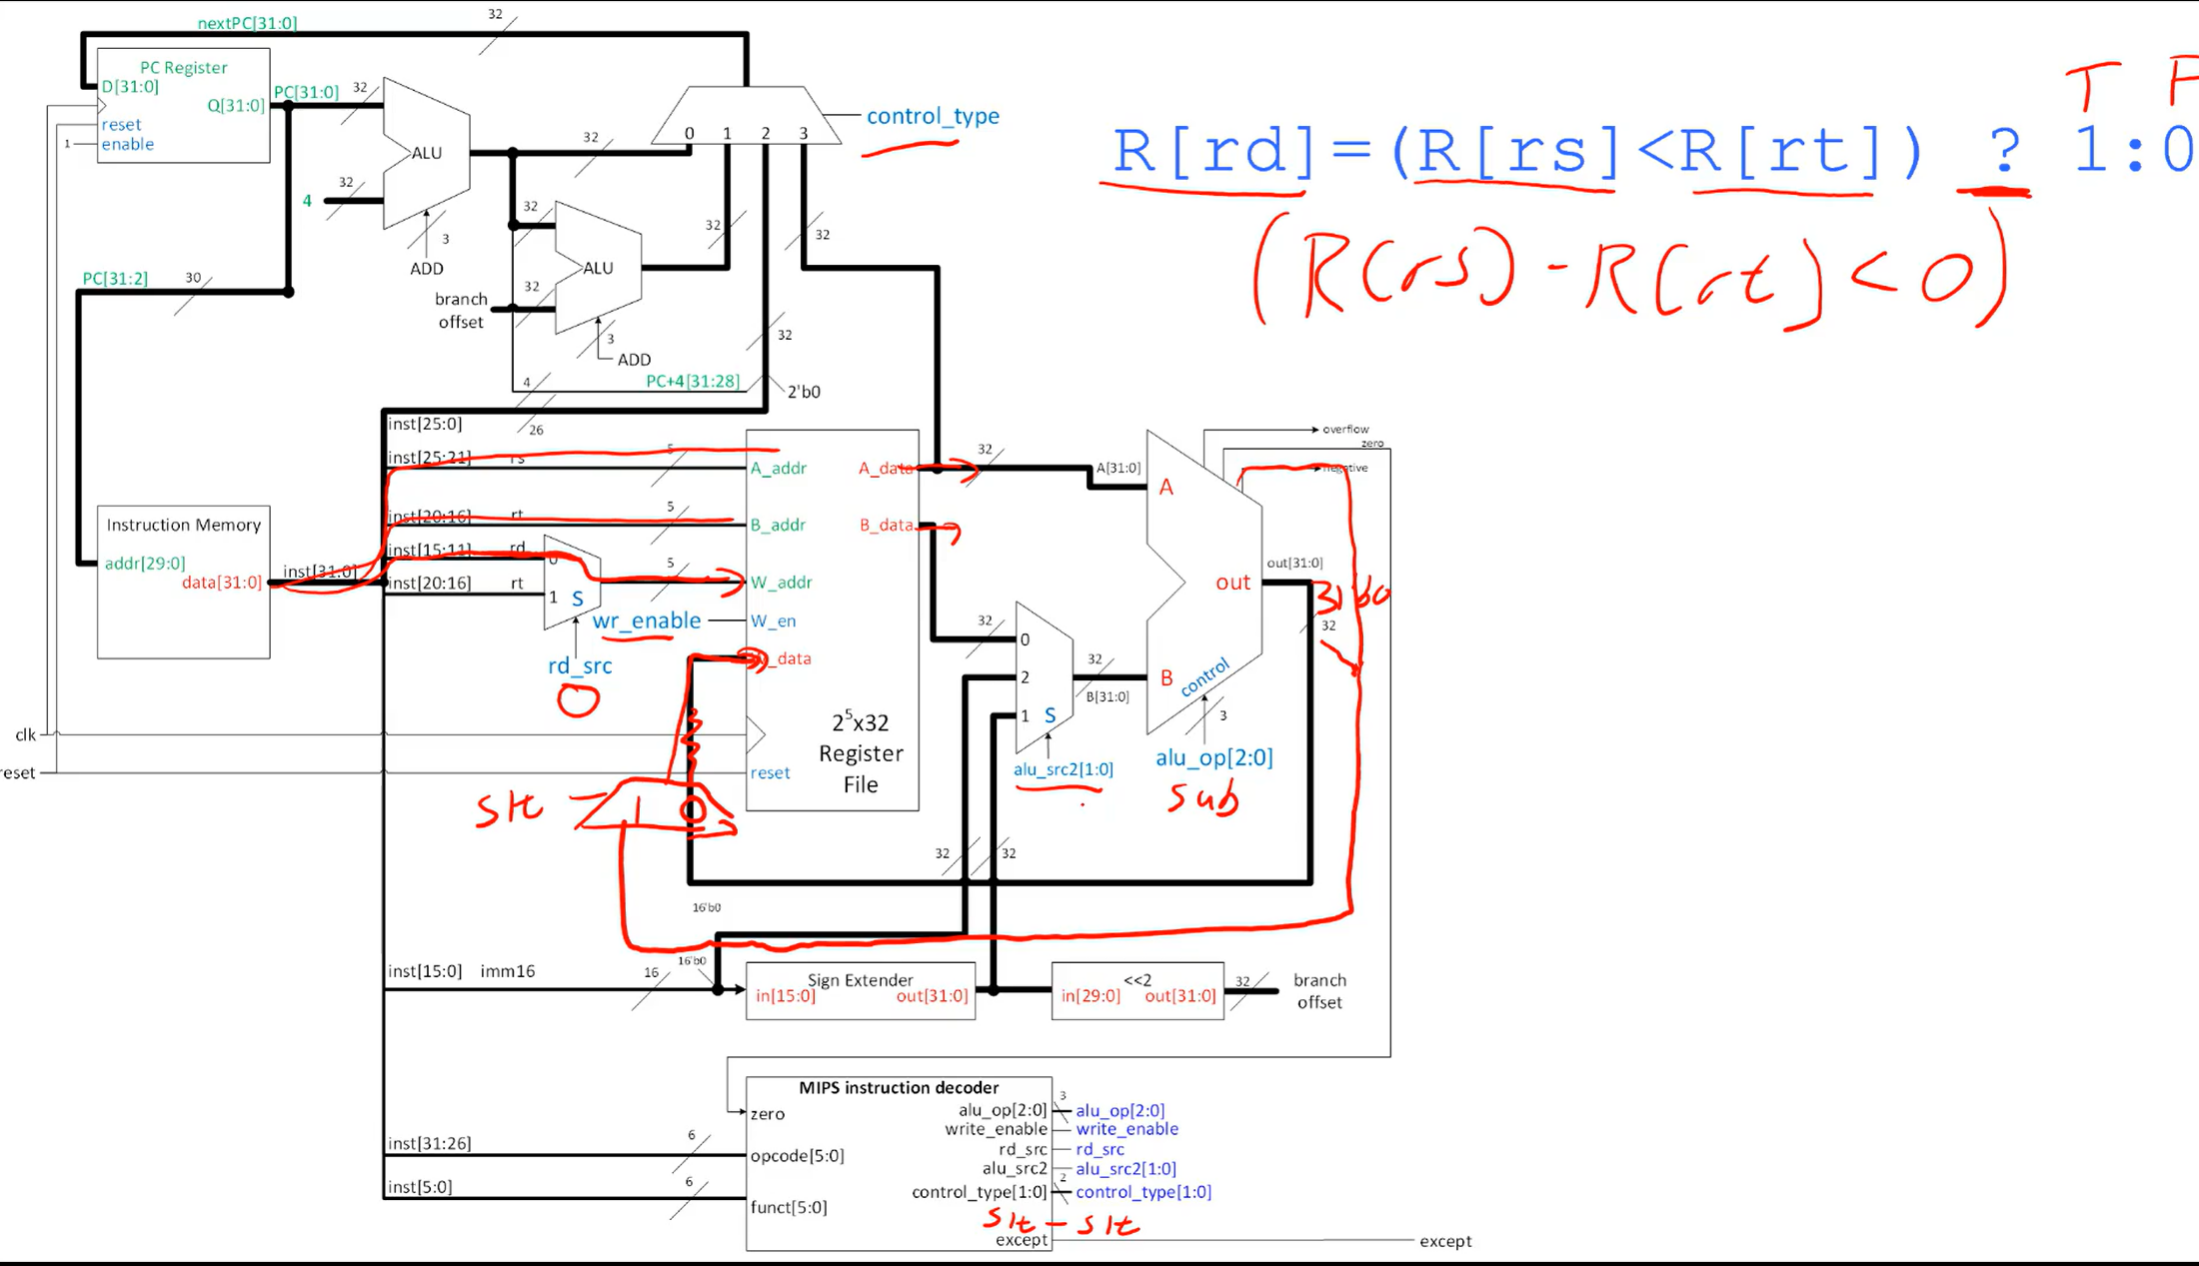 nextPC[31:0]
32
PC Register
D[31:0]
Q[31:0]
reset
enable
1
PC[31:0]
32
32
4
ALU
3
ADD
32
0 1 2 3
control_type
T F
R[rd]=(R[rs]<R[rt]) ? 1:0
(R(rs) - R(rt) < 0)
32
32
ALU
branch
offset
3
ADD
32
32
32
PC[31:2]
30
4
PC+4[31:28]
2'b0
inst[25:0]
26
inst[25:21] rs
5
inst[20:16] rt
5
inst[15:11] rd
inst[20:16] rt
0
1 S
5
rd_src
0
wr_enable
Instruction Memory
addr[29:0]
data[31:0]
inst[31:0]
A_addr
B_addr
W_addr
W_en
_data
A_data
B_data
2⁵x32
Register
File
reset
clk
reset
slt
1 0
32
32
0
2
1 S
alu_src2[1:0]
32
B[31:0]
A[31:0]
A
B
out
control
3
alu_op[2:0]
sub
overflow
zero
negative
out[31:0]
31'b0
32
32
32
16'b0
inst[15:0] imm16
16
16'b0
Sign Extender
in[15:0] out[31:0]
<<2
in[29:0] out[31:0]
32
branch
offset
MIPS instruction decoder
zero
opcode[5:0]
funct[5:0]
inst[31:26]
6
inst[5:0]
6
alu_op[2:0]
3
alu_op[2:0]
write_enable
write_enable
rd_src
rd_src
alu_src2
alu_src2[1:0]
control_type[1:0]
2
control_type[1:0]
slt - slt
except
except